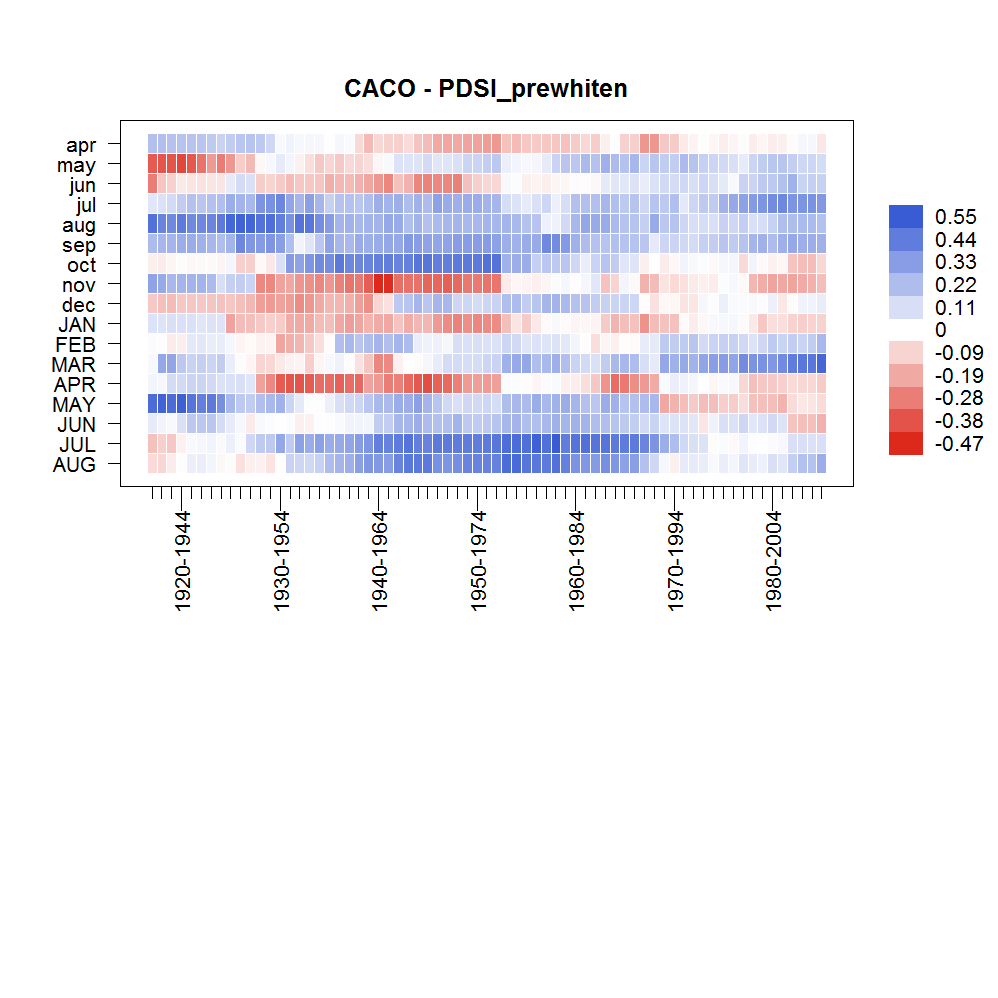 CACO - PDSI_prewhiten
apr
may
jun
jul
aug
sep
oct
nov
dec
JAN
FEB
MAR
APR
MAY
JUN
JUL
AUG
1920-1944
1930-1954
1940-1964
1950-1974
1960-1984
1970-1994
1980-2004
0.55
0.44
0.33
0.22
0.11
0
-0.09
-0.19
-0.28
-0.38
-0.47